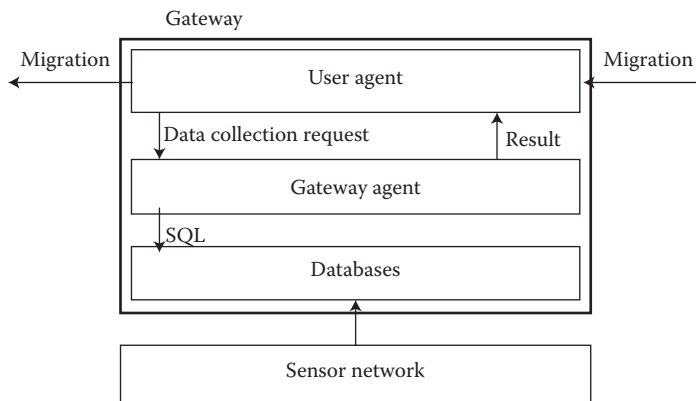 Gateway
Migration
Migration
User agent
Data collection request
Result
Gateway agent
SQL
Databases
Sensor network